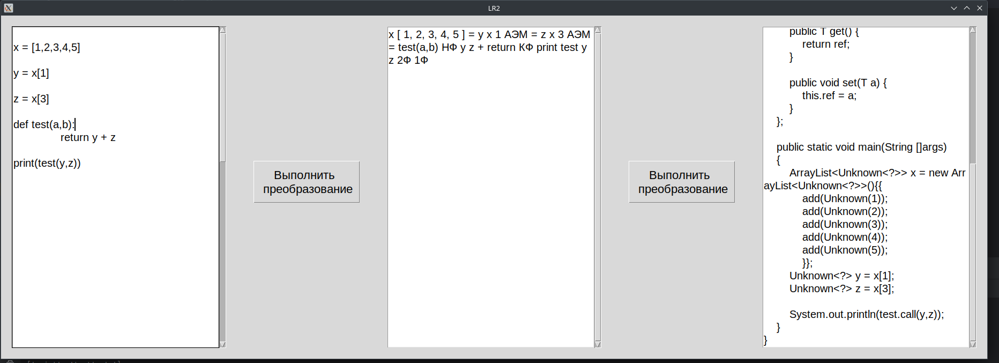 LR2
x = [1,2,3,4,5]
y = x[1]
z = x[3]
def test(a,b):
return y + z
print(test(y,z))
Выполнить
преобразование
x [ 1, 2, 3, 4, 5 ] = y x 1 АЭМ = z x 3 АЭМ
= test(a,b) НФ y z + return КФ print test y
z 2Ф 1Ф
Выполнить
преобразование
public T get() {
return ref;
}
public void set(T a) {
this.ref = a;
}
};
public static void main(String []args)
{
ArrayList<Unknown<?>> x = new Arr
ayList<Unknown<?>>(){{
add(Unknown(1));
add(Unknown(2));
add(Unknown(3));
add(Unknown(4));
add(Unknown(5));
}};
Unknown<?> y = x[1];
Unknown<?> z = x[3];
System.out.println(test.call(y,z));
}
}